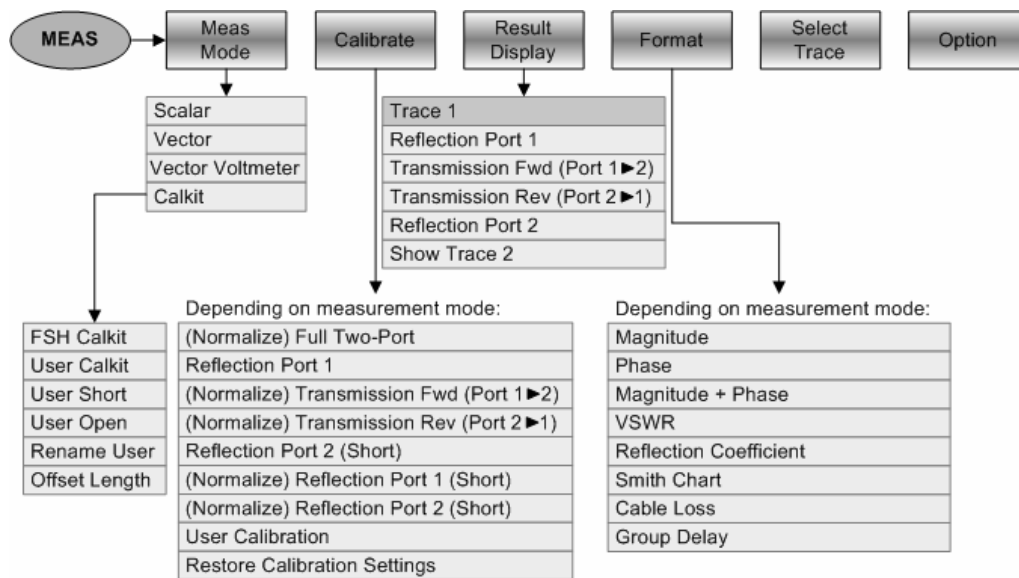 MEAS
Meas
Mode
Calibrate
Result
Display
Format
Select
Trace
Option
Scalar
Vector
Vector Voltmeter
Calkit
Trace 1
Reflection Port 1
Transmission Fwd (Port 1►2)
Transmission Rev (Port 2►1)
Reflection Port 2
Show Trace 2
FSH Calkit
User Calkit
User Short
User Open
Rename User
Offset Length
Depending on measurement mode:
(Normalize) Full Two-Port
Reflection Port 1
(Normalize) Transmission Fwd (Port 1►2)
(Normalize) Transmission Rev (Port 2►1)
Reflection Port 2 (Short)
(Normalize) Reflection Port 1 (Short)
(Normalize) Reflection Port 2 (Short)
User Calibration
Restore Calibration Settings
Depending on measurement mode:
Magnitude
Phase
Magnitude + Phase
VSWR
Reflection Coefficient
Smith Chart
Cable Loss
Group Delay